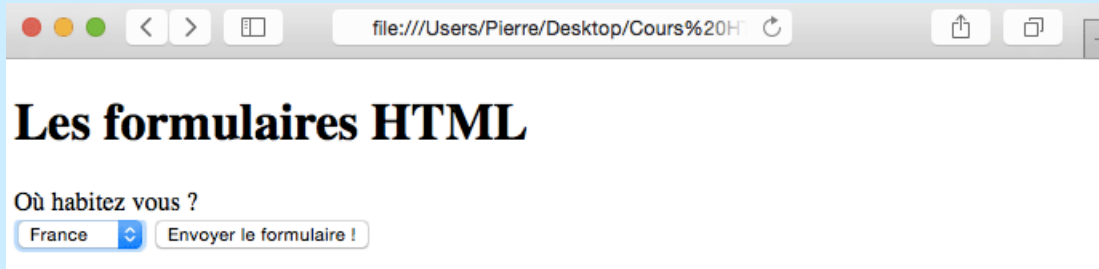 file:///Users/Pierre/Desktop/Cours%20H
Les formulaires HTML
Où habitez vous ?
France
Envoyer le formulaire !